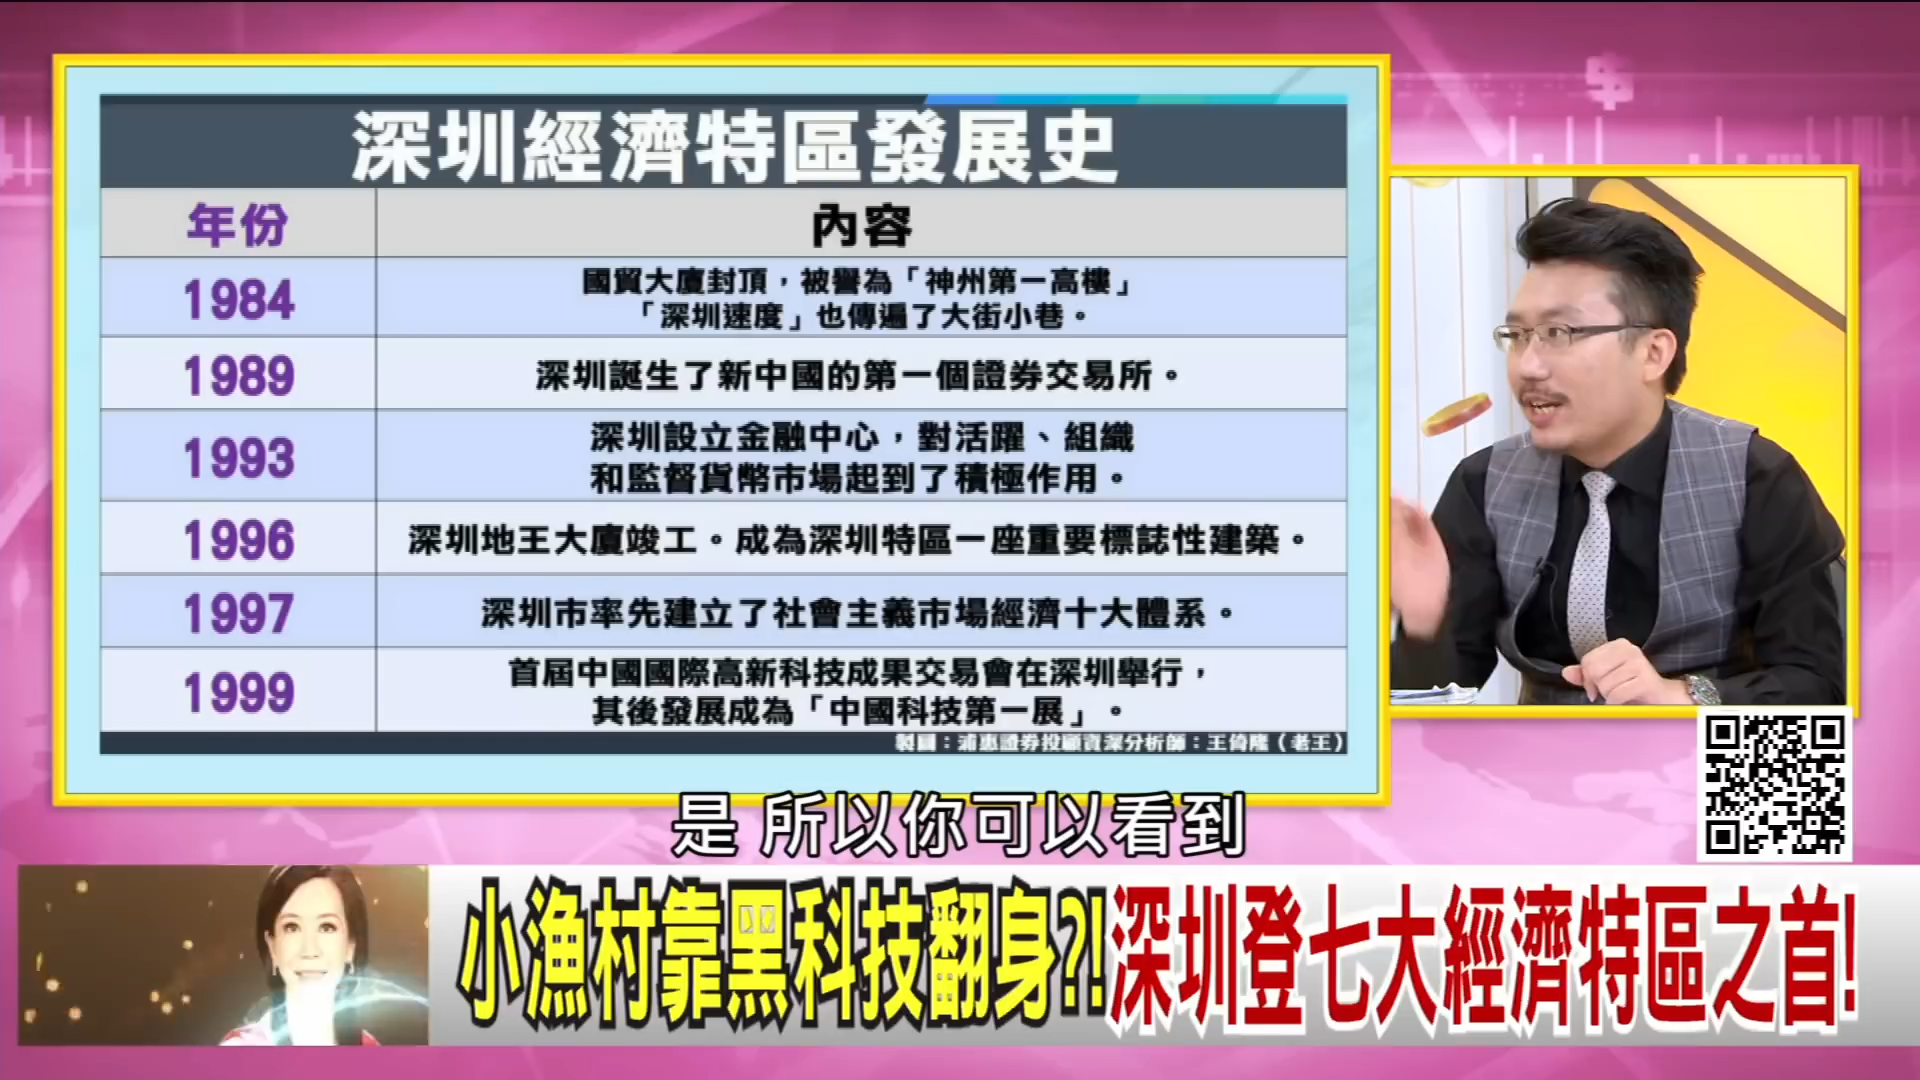 深圳經濟特區發展史
年份 內容
1984 國貿大廈封頂，被譽為「神州第一高樓」
「深圳速度」也傳遍了大街小巷。
1989 深圳誕生了新中國的第一個證券交易所。
1993 深圳設立金融中心，對活躍、組織
和監督貨幣市場起到了積極作用。
1996 深圳地王大廈竣工。成為深圳特區一座重要標誌性建築。
1997 深圳市率先建立了社會主義市場經濟十大體系。
1999 首屆中國國際高新科技成果交易會在深圳舉行，
其後發展成為「中國科技第一展」。
製圖：浦惠證券投顧資深分析師：王倚隆（老王）
是 所以你可以看到
小漁村靠黑科技翻身?!深圳登七大經濟特區之首!